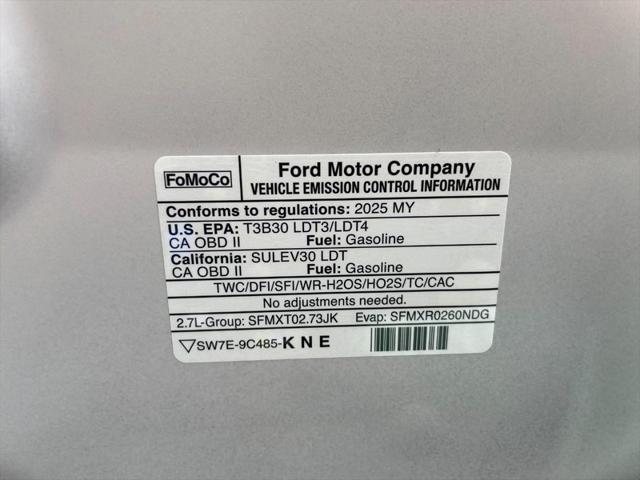 FoMoCo
Ford Motor Company
VEHICLE EMISSION CONTROL INFORMATION
Conforms to regulations: 2025 MY
U.S. EPA: T3B30 LDT3/LDT4
CA OBD II Fuel: Gasoline
California: SULEV30 LDT
CA OBD II Fuel: Gasoline
TWC/DFI/SFI/WR-H2OS/HO2S/TC/CAC
No adjustments needed.
2.7L-Group: SFMXT02.73JK Evap: SFMXR0260NDG
SW7E-9C485-KNE